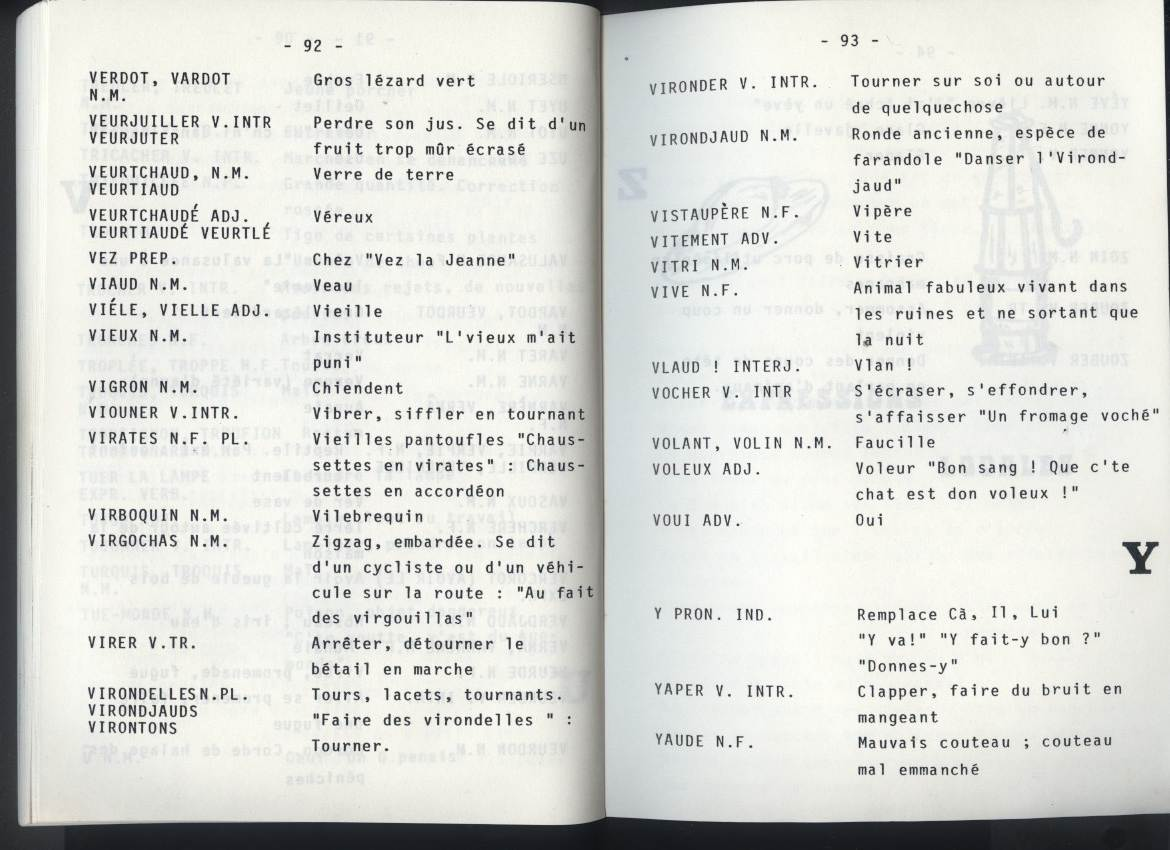 - 92 -
VERDOT, VARDOT Gros lézard vert
N.M.
VEURJUILLER V.INTR Perdre son jus. Se dit d'un
VEURJUTER fruit trop mûr écrasé
VEURTCHAUD, N.M. Verre de terre
VEURTIAUD
VEURTCHAUDÉ ADJ. Véreux
VEURTIAUDÉ VEURTLÉ
VEZ PREP. Chez "Vez la Jeanne"
VIAUD N.M. Veau
VIÉLE, VIELLE ADJ. Vieille
VIEUX N.M. Instituteur "L'vieux m'ait
puni"
VIGRON N.M. Chiendent
VIOUNER V.INTR. Vibrer, siffler en tournant
VIRATES N.F. PL. Vieilles pantoufles "Chaus-
settes en virates" : Chaus-
settes en accordéon
VIRBOQUIN N.M. Vilebrequin
VIRGOCHAS N.M. Zigzag, embardée. Se dit
d'un cycliste ou d'un véhi-
cule sur la route : "Au fait
des virgouillas"
VIRER V.TR. Arrêter, détourner le
bétail en marche
VIRONDELLES N.PL. Tours, lacets, tournants.
VIRONDJAUDS
VIRONTONS "Faire des virondelles " :
Tourner.
- 93 -
VIRONDER V. INTR. Tourner sur soi ou autour
de quelquechose
VIRONDJAUD N.M. Ronde ancienne, espèce de
farandole "Danser l'Virond-
jaud"
VISTAUPÈRE N.F. Vipère
VITEMENT ADV. Vite
VITRI N.M. Vitrier
VIVE N.F. Animal fabuleux vivant dans
les ruines et ne sortant que
la nuit
VLAUD ! INTERJ. Vlan !
VOCHER V. INTR S'écraser, s'effondrer,
s'affaisser "Un fromage voché"
VOLANT, VOLIN N.M. Faucille
VOLEUX ADJ. Voleur "Bon sang ! Que c'te
chat est don voleux !"
VOUI ADV. Oui
Y
Y PRON. IND. Remplace Cà, Il, Lui
"Y va!" "Y fait-y bon ?"
"Donnes-y"
YAPER V. INTR. Clapper, faire du bruit en
mangeant
YAUDE N.F. Mauvais couteau ; couteau
mal emmanché